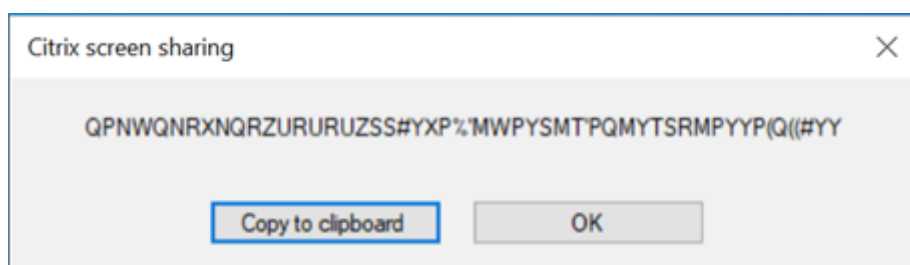 Citrix screen sharing
QPNWQNRXNQRZURURUZSS#YXP%'MWPYSMT'PQMYTSRMPYYP(Q((#YY
Copy to clipboard
OK